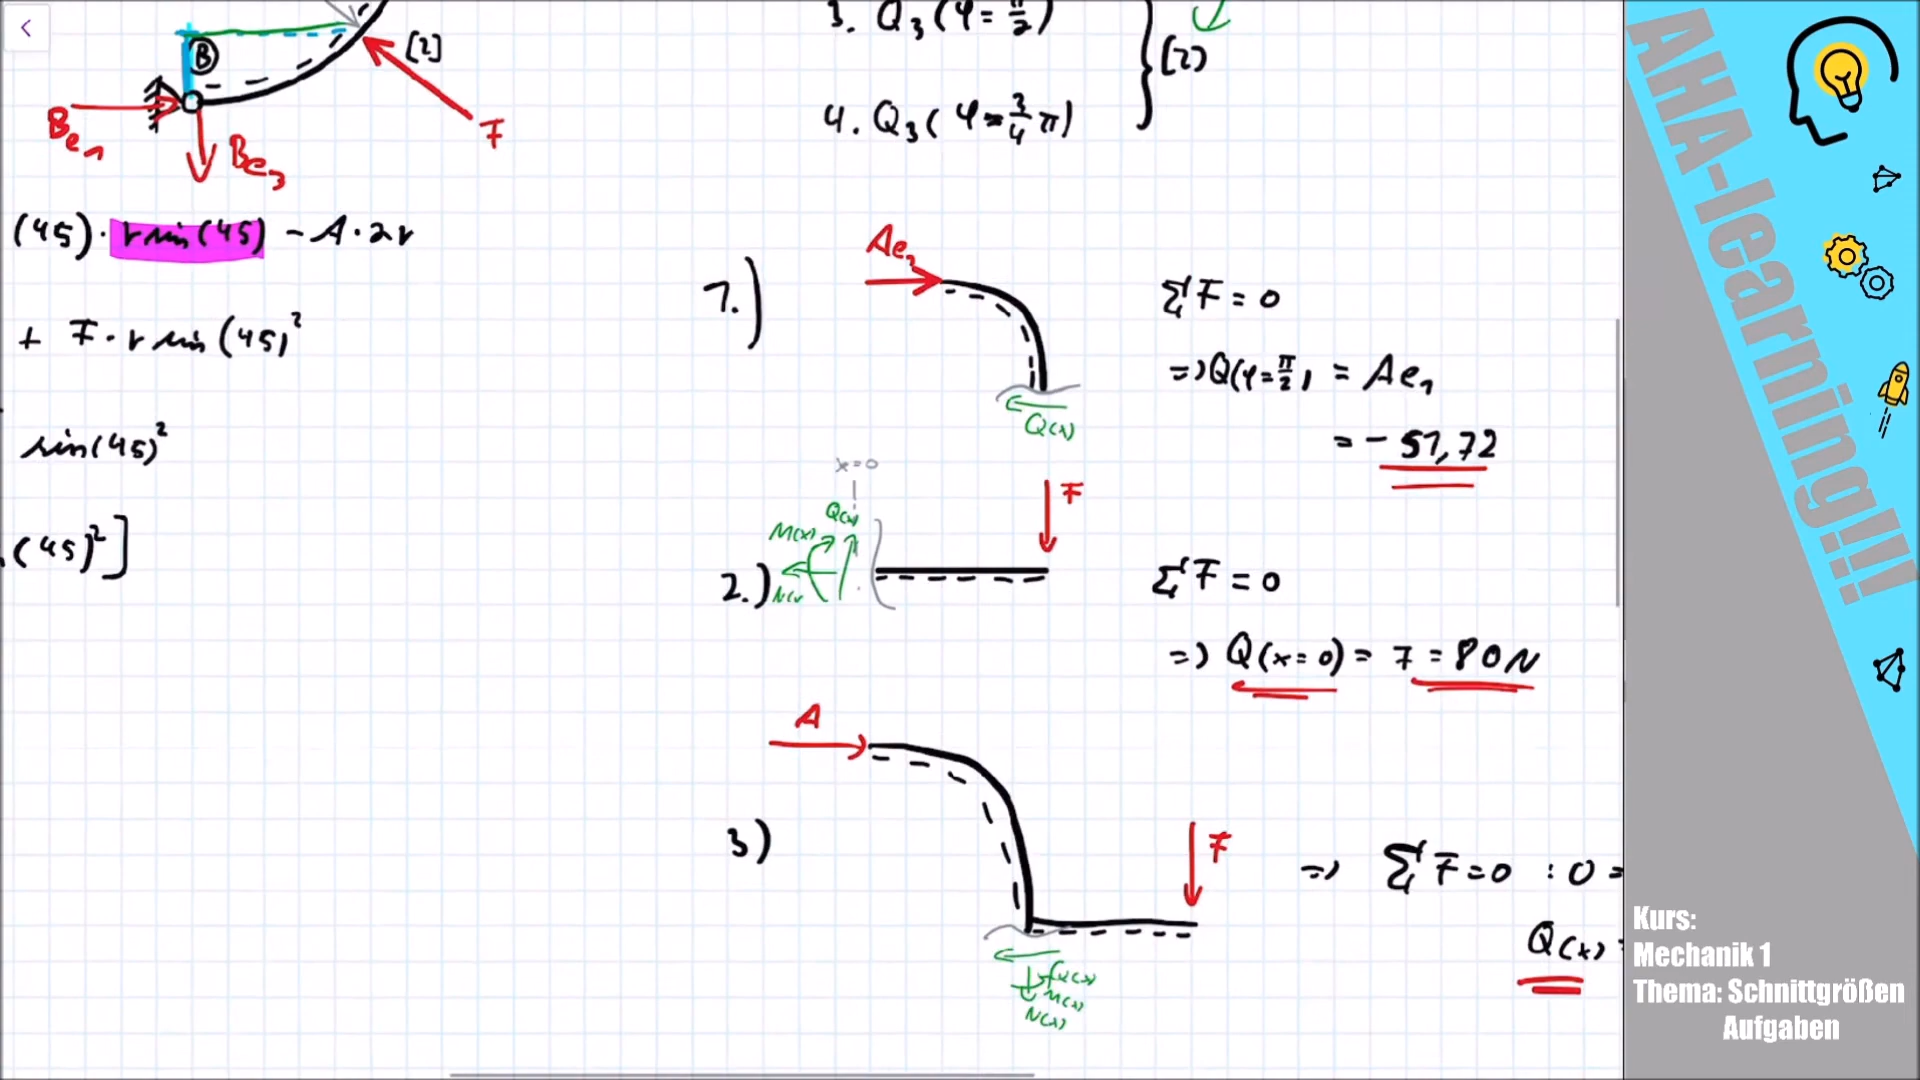 3. Q₃(φ=π/2)
[2]
B
[2]
4. Q₃(φ=3/4 π)
Be₁
F
Be₃
(45)·r sin(45) - A·2r
+ F·r sin(45)²
sin(45)²
(45)²]
1.)
Ae₁
ΣF = 0
=> Q(φ=π/2) = Ae₁
= - 51,72
Q(x)
x=0
Q(x)
M(x)
N(x)
2.)
F
ΣF = 0
=> Q(x=0) = F = 80N
A
3)
F
=> ΣF=0 : 0 =
Q(x) =
Q(x)
M(x)
N(x)
AHA-learning!!!
Kurs:
Mechanik 1
Thema: Schnittgrößen
Aufgaben